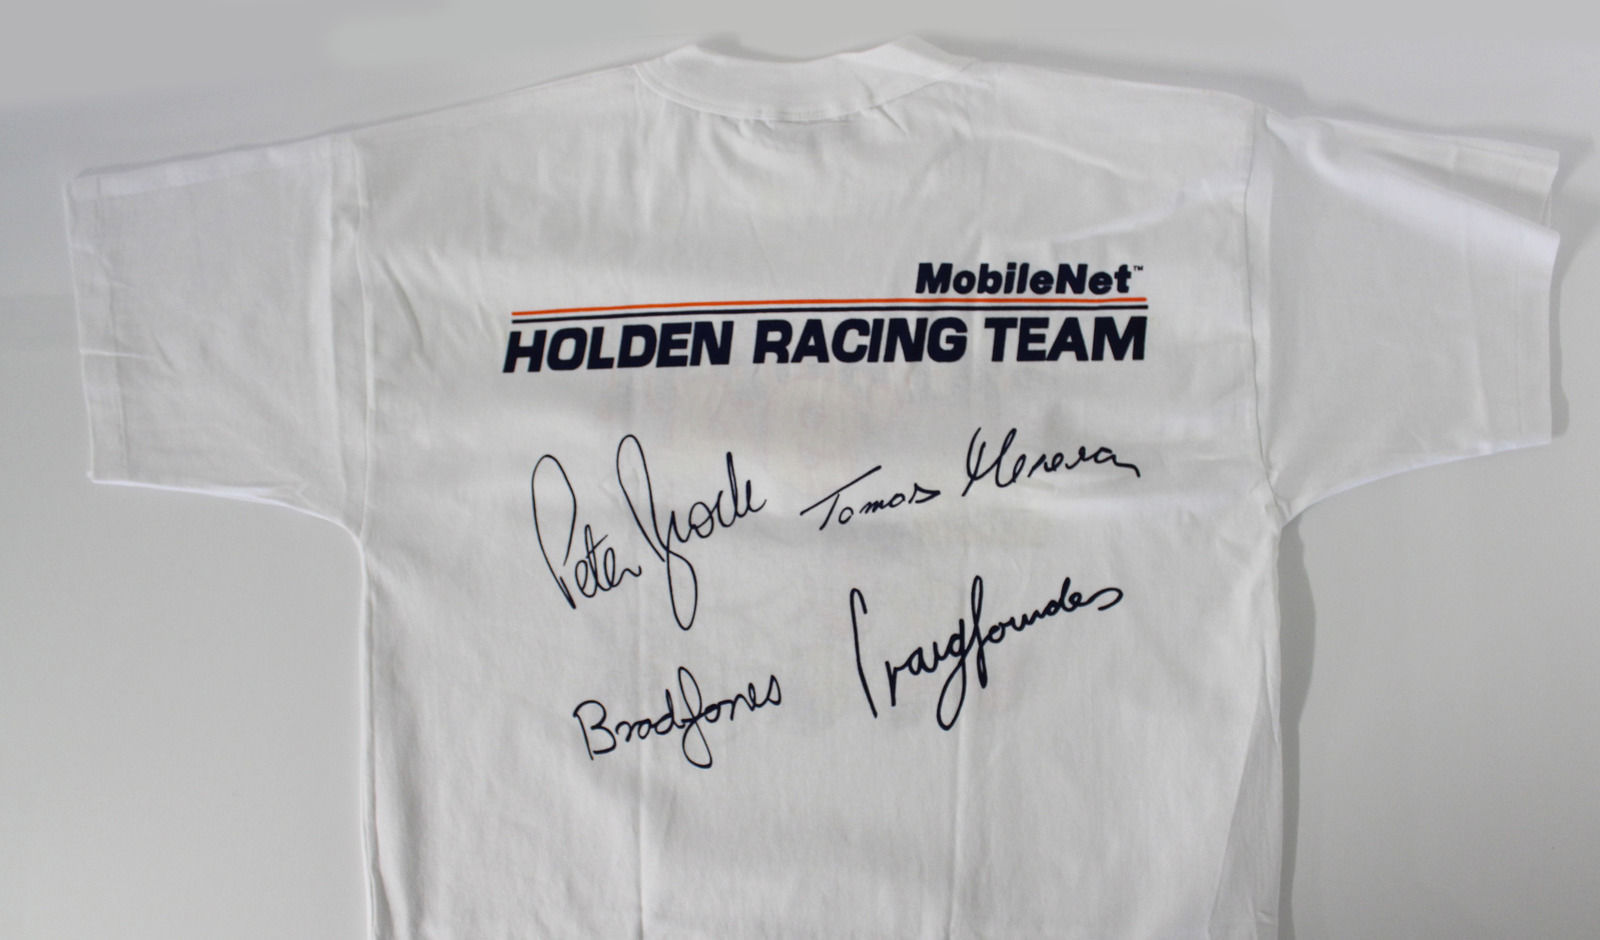 MobileNet™
HOLDEN RACING TEAM
Peter Brock
Tomas Mezera
Brad Jones
Craig Lowndes